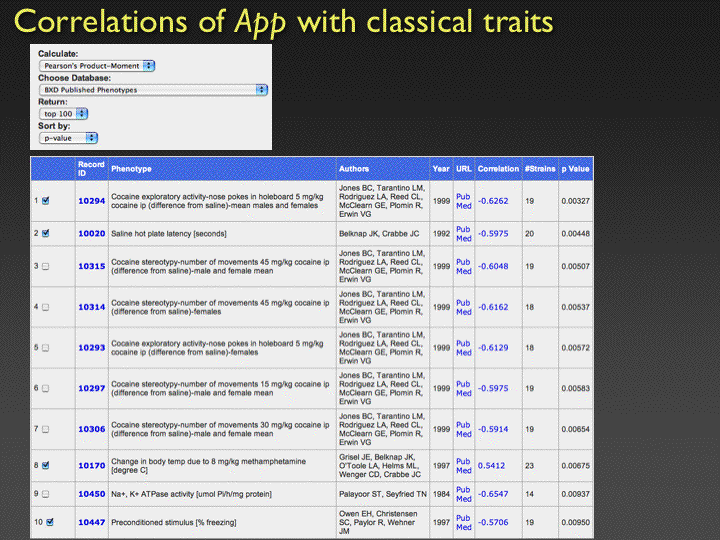 Correlations of App with classical traits
Calculate:
Pearson's Product-Moment
Choose Database:
BXD Published Phenotypes
Return:
top 100
Sort by:
p-value
Record ID Phenotype Authors Year URL Correlation #Strains p Value
1 10294 Cocaine exploratory activity-nose pokes in holeboard 5 mg/kg cocaine ip (difference from saline)-mean males and females Jones BC, Tarantino LM, Rodriguez LA, Reed CL, McClearn GE, Plomin R, Erwin VG 1999 Pub Med -0.6262 19 0.00327
2 10020 Saline hot plate latency [seconds] Belknap JK, Crabbe JC 1992 Pub Med -0.5975 20 0.00448
3 10315 Cocaine stereotypy-number of movements 45 mg/kg cocaine ip (difference from saline)-male and female mean Jones BC, Tarantino LM, Rodriguez LA, Reed CL, McClearn GE, Plomin R, Erwin VG 1999 Pub Med -0.6048 19 0.00507
4 10314 Cocaine stereotypy-number of movements 45 mg/kg cocaine ip (difference from saline)-females Jones BC, Tarantino LM, Rodriguez LA, Reed CL, McClearn GE, Plomin R, Erwin VG 1999 Pub Med -0.6162 18 0.00537
5 10293 Cocaine exploratory activity-nose pokes in holeboard 5 mg/kg cocaine ip (difference from saline)-females Jones BC, Tarantino LM, Rodriguez LA, Reed CL, McClearn GE, Plomin R, Erwin VG 1999 Pub Med -0.6129 18 0.00572
6 10297 Cocaine stereotypy-number of movements 15 mg/kg cocaine ip (difference from saline)-male and female mean Jones BC, Tarantino LM, Rodriguez LA, Reed CL, McClearn GE, Plomin R, Erwin VG 1999 Pub Med -0.5975 19 0.00583
7 10306 Cocaine stereotypy-number of movements 30 mg/kg cocaine ip (difference from saline)-male and female mean Jones BC, Tarantino LM, Rodriguez LA, Reed CL, McClearn GE, Plomin R, Erwin VG 1999 Pub Med -0.5914 19 0.00654
8 10170 Change in body temp due to 8 mg/kg methamphetamine [degree C] Grisel JE, Belknap JK, O'Toole LA, Helms ML, Wenger CD, Crabbe JC 1997 Pub Med 0.5412 23 0.00675
9 10450 Na+, K+ ATPase activity [umol Pi/h/mg protein] Palayoor ST, Seyfried TN 1984 Pub Med -0.6547 14 0.00937
10 10447 Preconditioned stimulus [% freezing] Owen EH, Christensen SC, Paylor R, Wehner JM 1997 Pub Med -0.5706 19 0.00950